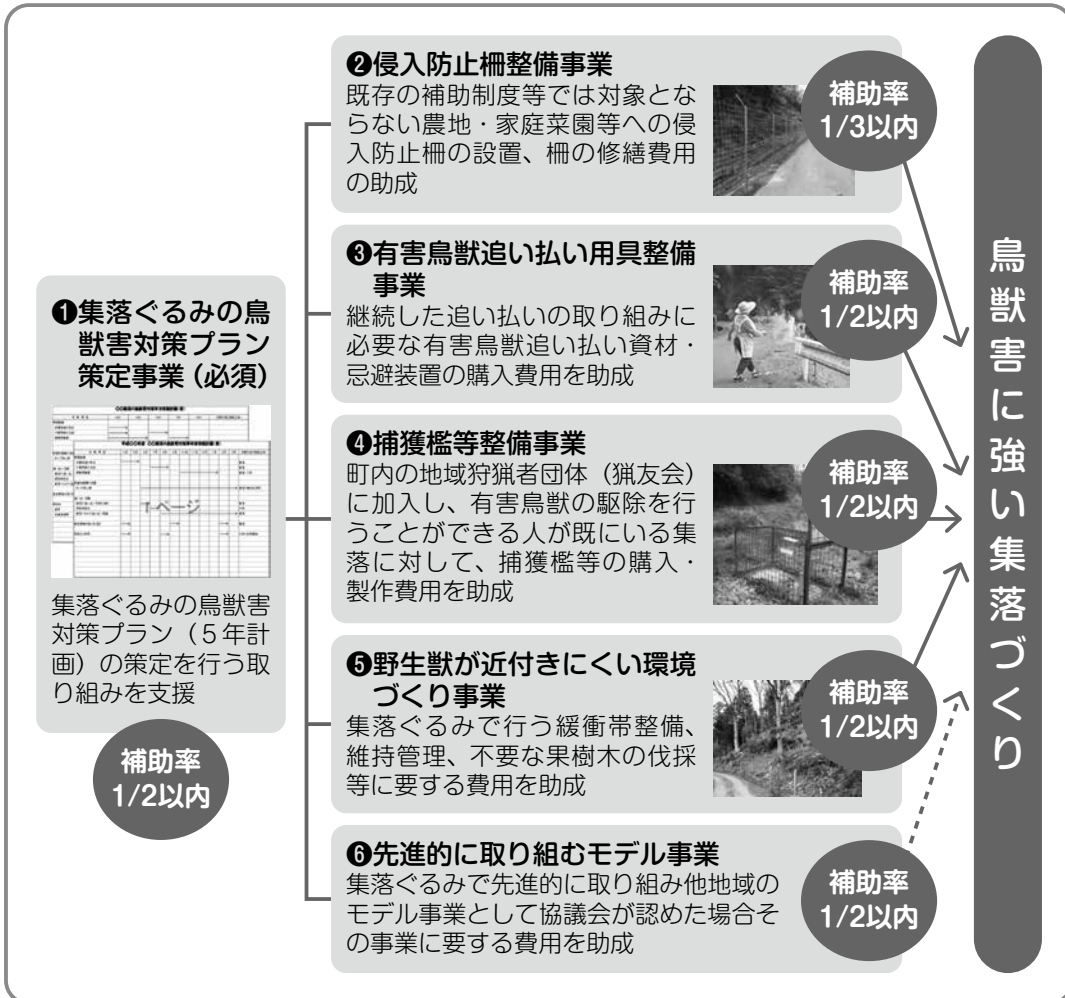 ❶集落ぐるみの鳥
獣害対策プラン
策定事業（必須）
1ページ
集落ぐるみの鳥獣害
対策プラン（５年計
画）の策定を行う取
り組みを支援
補助率
1/2以内
❷侵入防止柵整備事業
既存の補助制度等では対象とな
らない農地・家庭菜園等への侵
入防止柵の設置、柵の修繕費用
の助成
補助率
1/3以内
❸有害鳥獣追い払い用具整備
事業
継続した追い払いの取り組みに
必要な有害鳥獣追い払い資材・
忌避装置の購入費用を助成
補助率
1/2以内
❹捕獲檻等整備事業
町内の地域狩猟者団体（猟友会）
に加入し、有害鳥獣の駆除を行
うことができる人が既にいる集
落に対して、捕獲檻等の購入・
製作費用を助成
補助率
1/2以内
❺野生獣が近付きにくい環境
づくり事業
集落ぐるみで行う緩衝帯整備、
維持管理、不要な果樹木の伐採
等に要する費用を助成
補助率
1/2以内
❻先進的に取り組むモデル事業
集落ぐるみで先進的に取り組み他地域の
モデル事業として協議会が認めた場合そ
の事業に要する費用を助成
補助率
1/2以内
鳥獣害に強い集落づくり